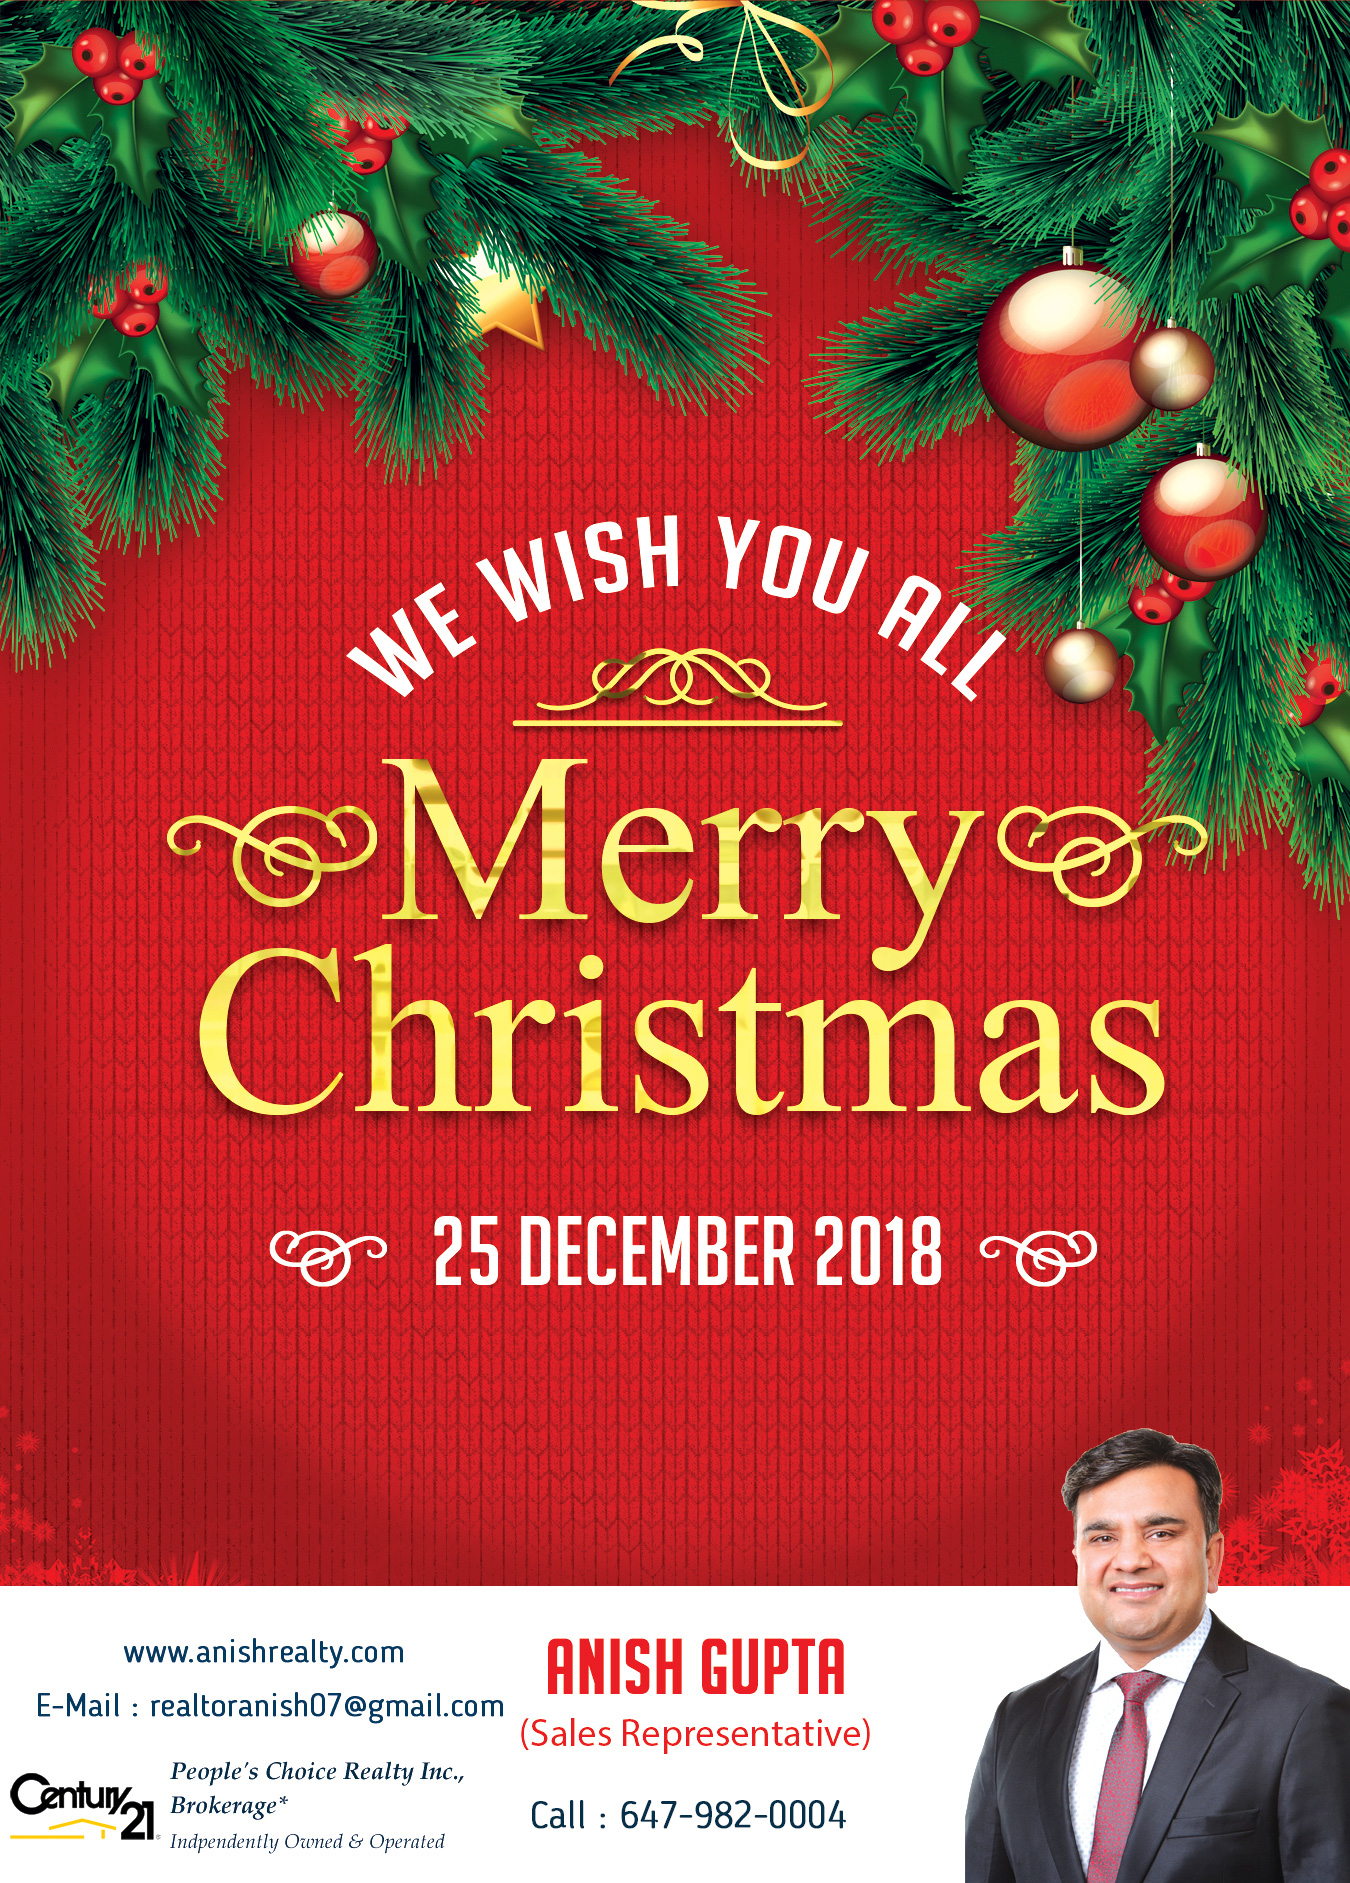 WE WISH YOU ALL
Merry
Christmas
25 DECEMBER 2018
www.anishrealty.com
E-Mail : realtoranish07@gmail.com
Century 21
People's Choice Realty Inc.,
Brokerage*
Indpendently Owned & Operated
ANISH GUPTA
(Sales Representative)
Call : 647-982-0004